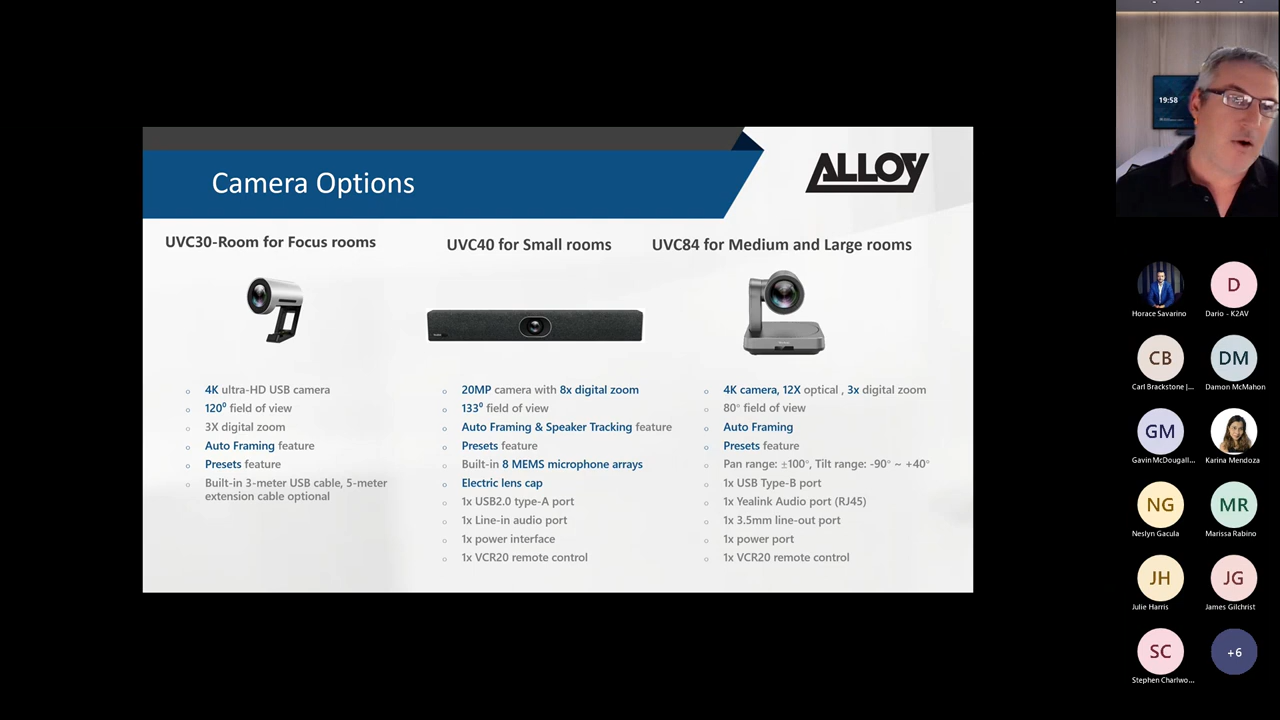 Camera Options
ALLOY
UVC30-Room for Focus rooms
4K ultra-HD USB camera
120⁰ field of view
3X digital zoom
Auto Framing feature
Presets feature
Built-in 3-meter USB cable, 5-meter
extension cable optional
UVC40 for Small rooms
20MP camera with 8x digital zoom
133⁰ field of view
Auto Framing & Speaker Tracking feature
Presets feature
Built-in 8 MEMS microphone arrays
Electric lens cap
1x USB2.0 type-A port
1x Line-in audio port
1x power interface
1x VCR20 remote control
UVC84 for Medium and Large rooms
4K camera, 12X optical , 3x digital zoom
80° field of view
Auto Framing
Presets feature
Pan range: ±100°, Tilt range: -90° ~ +40°
1x USB Type-B port
1x Yealink Audio port (RJ45)
1x 3.5mm line-out port
1x power port
1x VCR20 remote control
19:58
Horace Savarino
D
Dario - K2AV
CB
Carl Brackstone |...
DM
Damon McMahon
GM
Gavin McDougall...
Karina Mendoza
NG
Neslyn Gacula
MR
Marissa Rabino
JH
Julie Harris
JG
James Gilchrist
SC
Stephen Charlwo...
+6